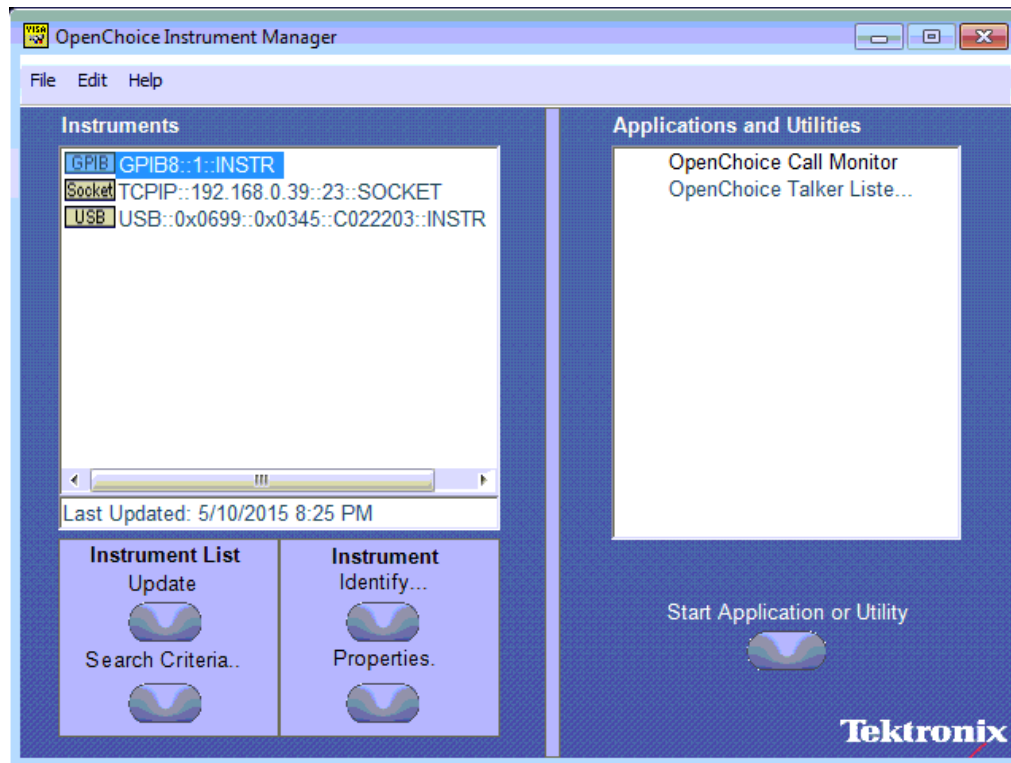 VISA
OpenChoice Instrument Manager
File Edit Help
Instruments
GPIB GPIB8::1::INSTR
Socket TCPIP::192.168.0.39::23::SOCKET
USB USB::0x0699::0x0345::C022203::INSTR
Last Updated: 5/10/2015 8:25 PM
Instrument List
Update
Search Criteria..
Instrument
Identify...
Properties.
Applications and Utilities
OpenChoice Call Monitor
OpenChoice Talker Liste...
Start Application or Utility
Tektronix